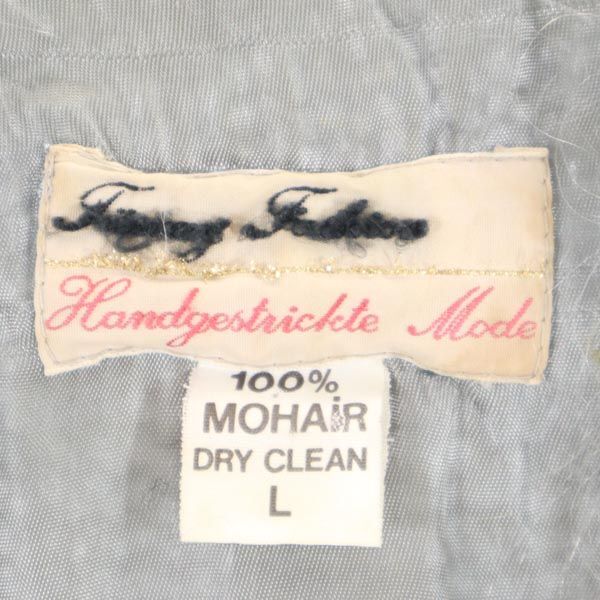 Handgestrickte Mode
100%
MOHAiR
DRY CLEAN
L